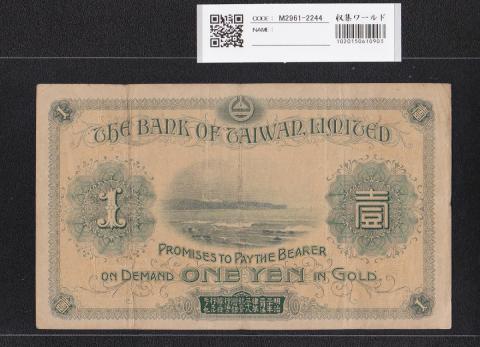 CODE: M2961-2244 収集ワールド
NAME:
1020150610903
THE BANK OF TAIWAN, LIMITED
1 壹
PROMISES TO PAY THE BEARER
ON DEMAND ONE YEN IN GOLD.